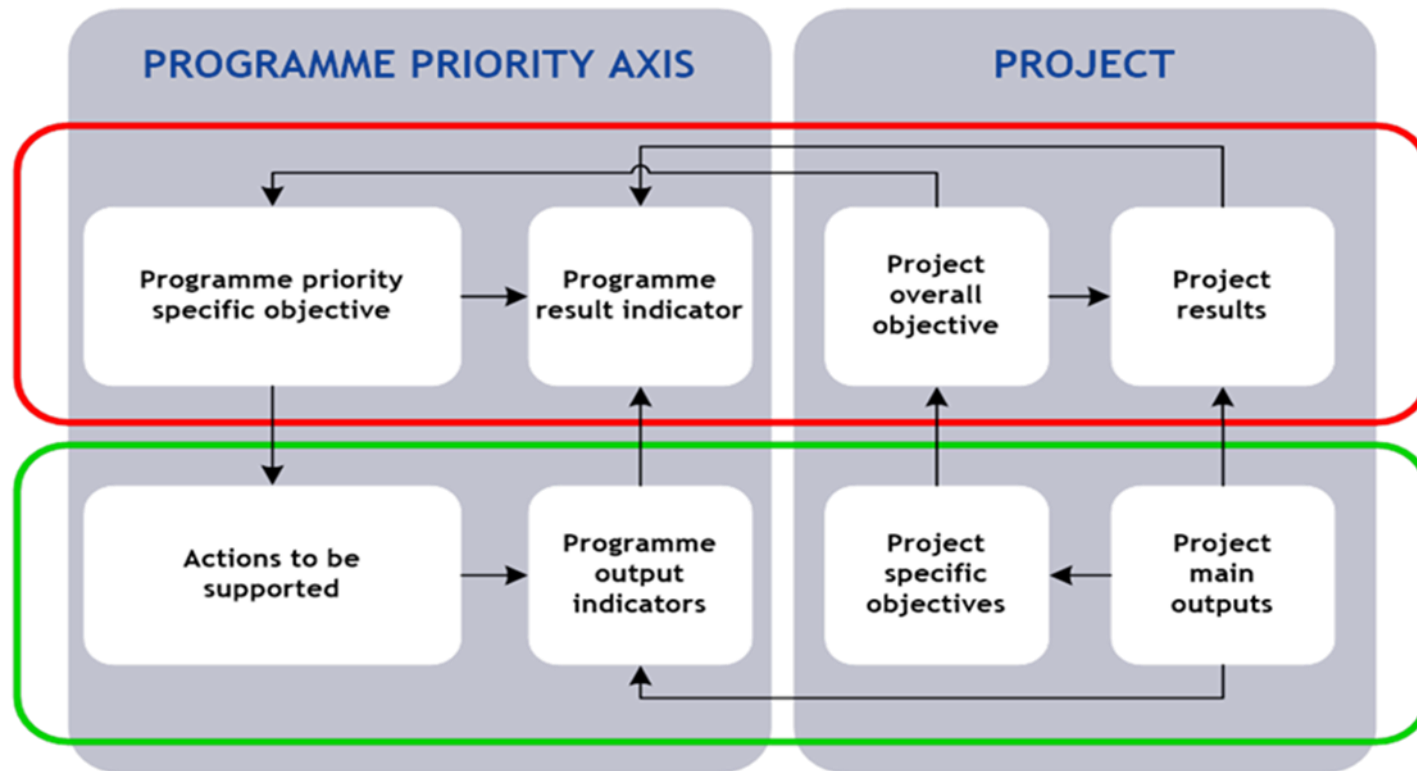 PROGRAMME PRIORITY AXIS
PROJECT
Programme priority
specific objective
Programme
result indicator
Project
overall
objective
Project
results
Actions to be
supported
Programme
output
indicators
Project
specific
objectives
Project
main
outputs